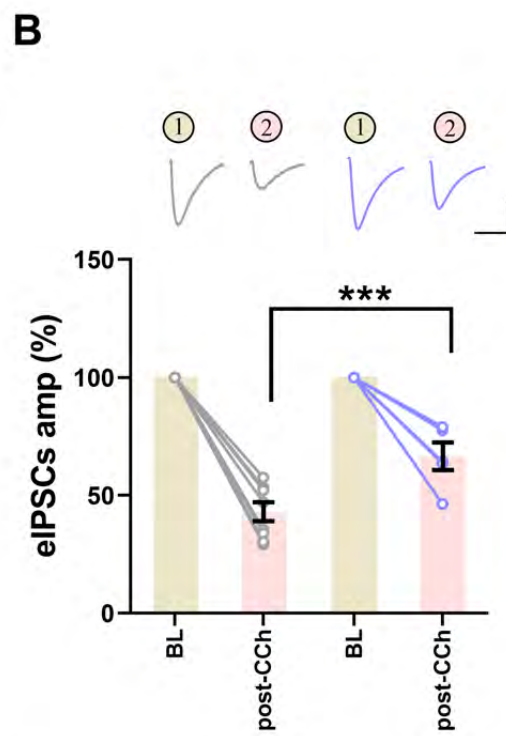 B
1 2 1 2
150
***
100
50
0
eIPSCs amp (%)
BL
post-CCh
BL
post-CCh